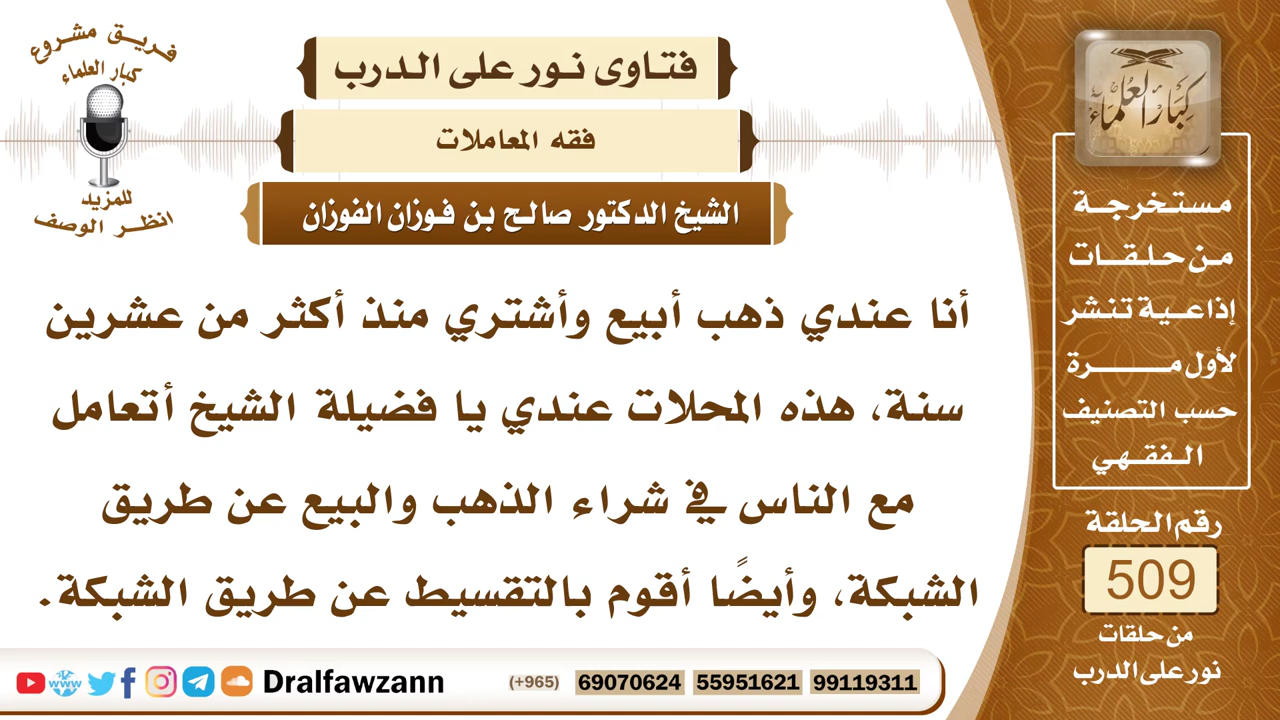 فريق مشروع
كبار العلماء
للمزيد
انظر الوصف
فتاوى نور على الدرب
فقه المعاملات
الشيخ الدكتور صالح بن فوزان الفوزان
أنا عندي ذهب أبيع وأشتري منذ أكثر من عشرين
سنة، هذه المحلات عندي يا فضيلة الشيخ أتعامل
مع الناس في شراء الذهب والبيع عن طريق
الشبكة، وأيضًا أقوم بالتقسيط عن طريق الشبكة.
كبار العلماء
مستخرجة
من حلقات
إذاعية تنشر
لأول مرة
حسب التصنيف
الفقهي
رقم الحلقة
509
من حلقات
نور على الدرب
www Dralfawzann (+965) 69070624 55951621 99119311